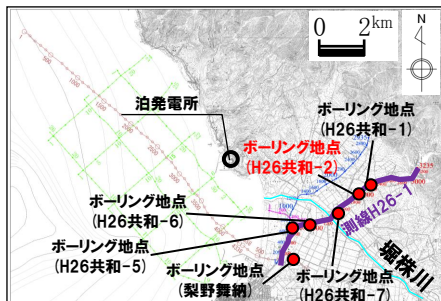 0 2km
N
泊発電所
ボーリング地点
(H26共和-1)
ボーリング地点
(H26共和-2)
ボーリング地点
(H26共和-6)
ボーリング地点
(H26共和-5)
ボーリング地点
(梨野舞納)
ボーリング地点
(H26共和-7)
測線H26-1
堀株川